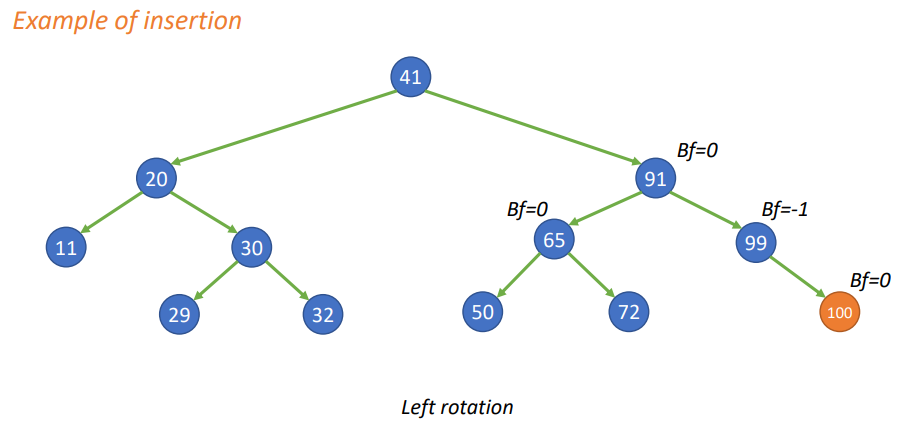 Example of insertion
41
Bf=0
20
91
Bf=0
Bf=-1
11
30
65
99
Bf=0
29
32
50
72
100
Left rotation